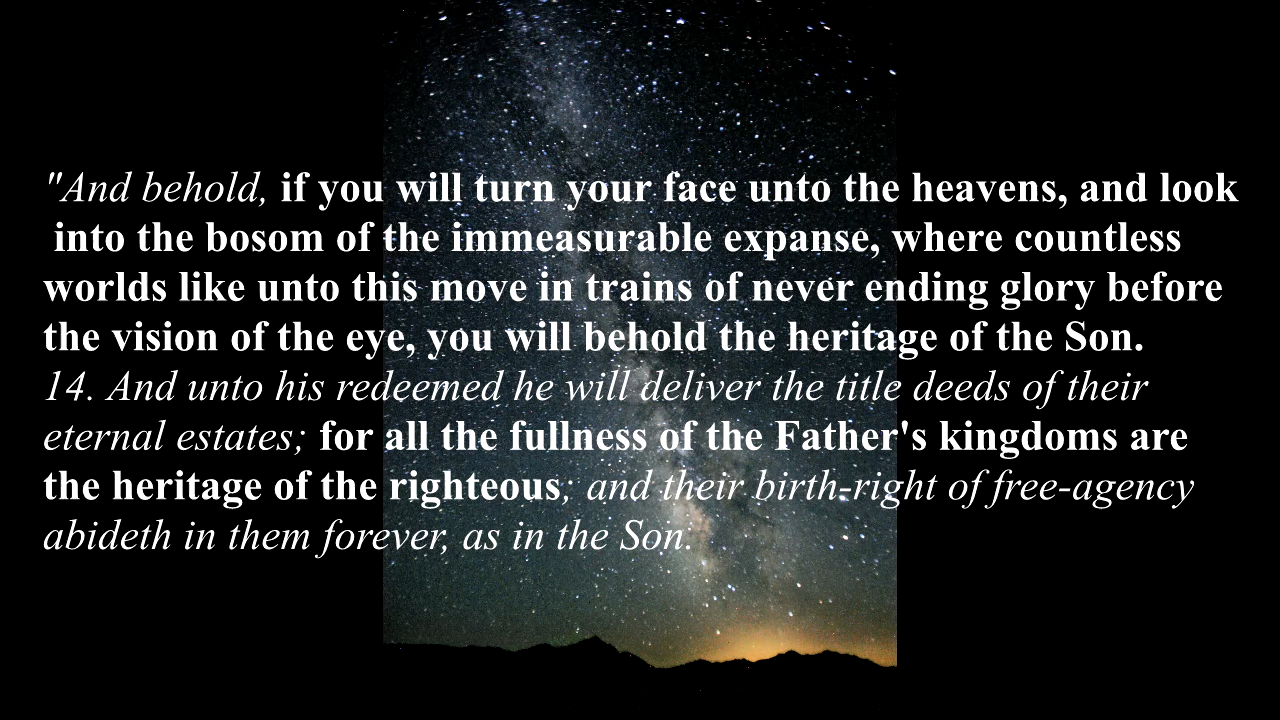 "And behold, if you will turn your face unto the heavens, and look
into the bosom of the immeasurable expanse, where countless
worlds like unto this move in trains of never ending glory before
the vision of the eye, you will behold the heritage of the Son.
14. And unto his redeemed he will deliver the title deeds of their
eternal estates; for all the fullness of the Father's kingdoms are
the heritage of the righteous; and their birth-right of free-agency
abideth in them forever, as in the Son.